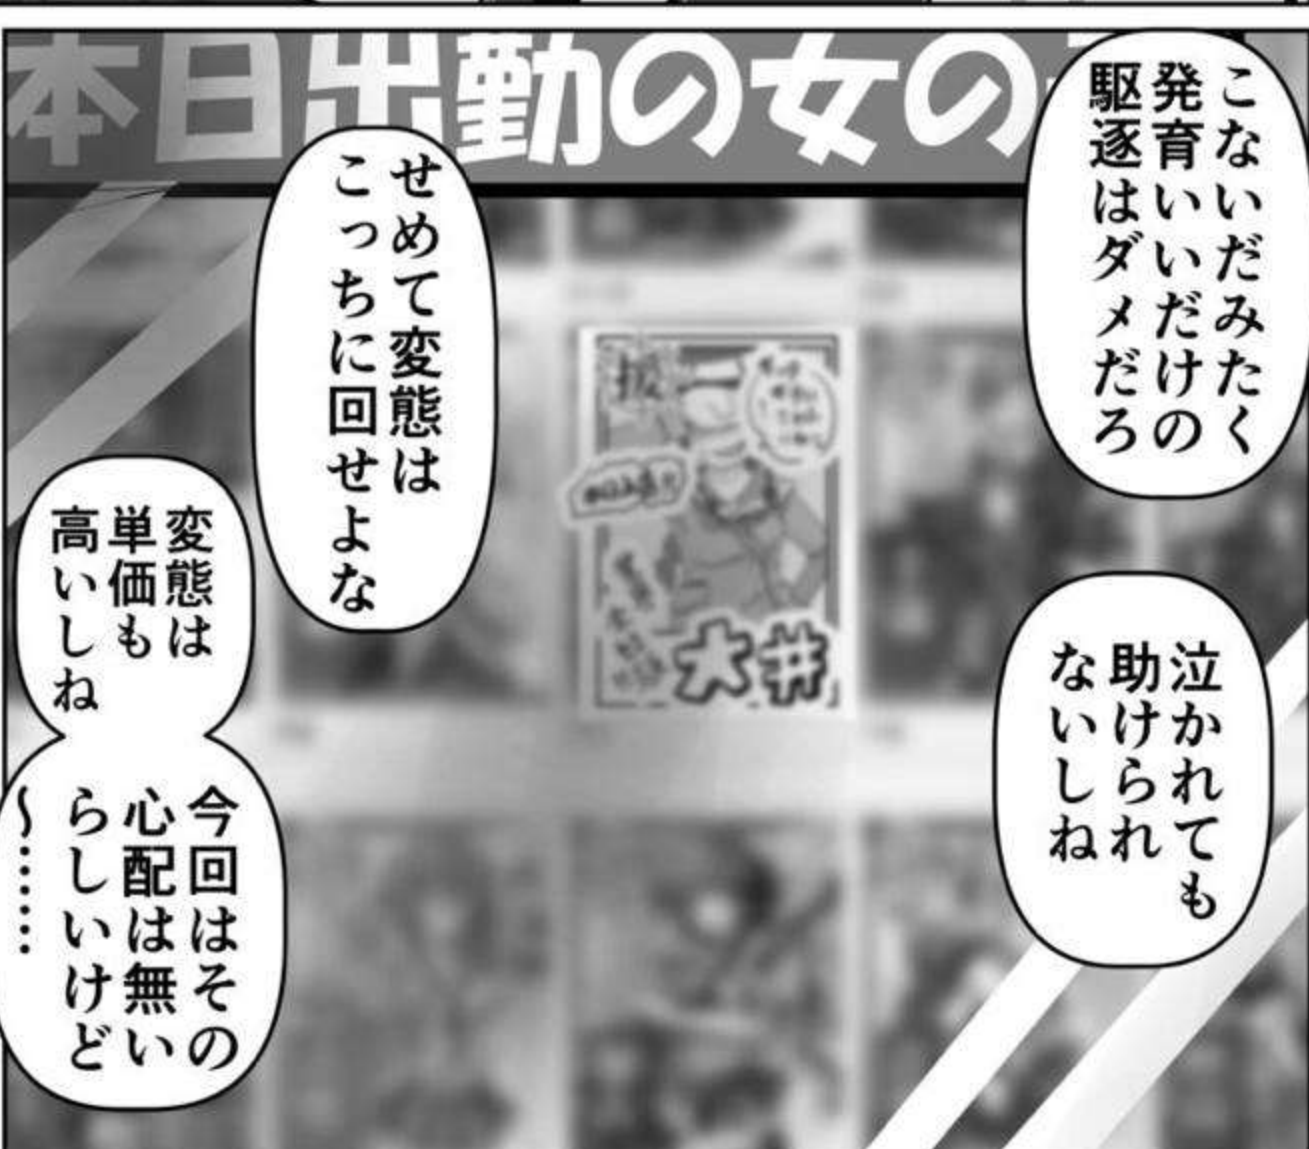 本日出勤の女の
こないだみたく
発育いいだけの
駆逐はダメだろ
泣かれても
助けられ
ないしね
せめて変態は
こっちに回せよな
変態は
単価も
高いしね
今回はその
心配は無い
らしいけど
〜……
大井